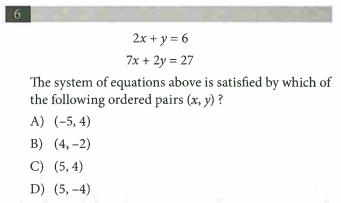 6
2x + y = 6
7x + 2y = 27
The system of equations above is satisfied by which of
the following ordered pairs (x, y) ?
A) (–5, 4)
B) (4, –2)
C) (5, 4)
D) (5, –4)